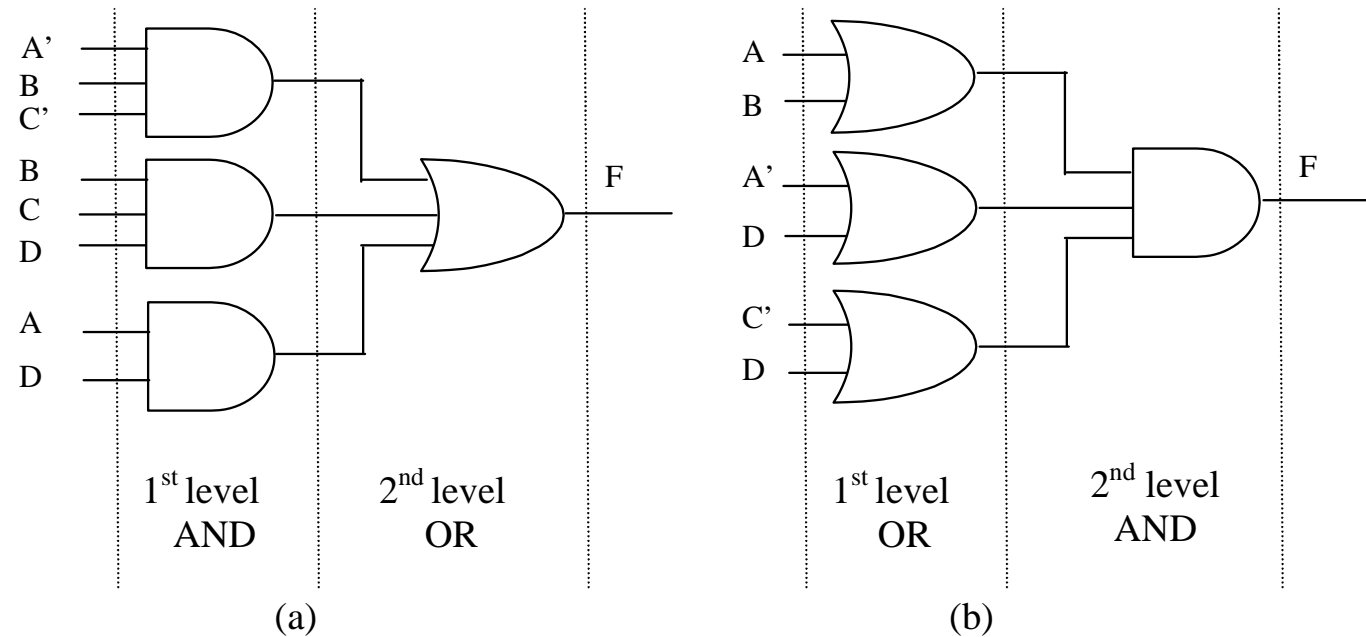 A’
B
C’
B
C
D
A
D
F
1st level
AND
2nd level
OR
(a)
A
B
A’
D
C’
D
F
1st level
OR
2nd level
AND
(b)